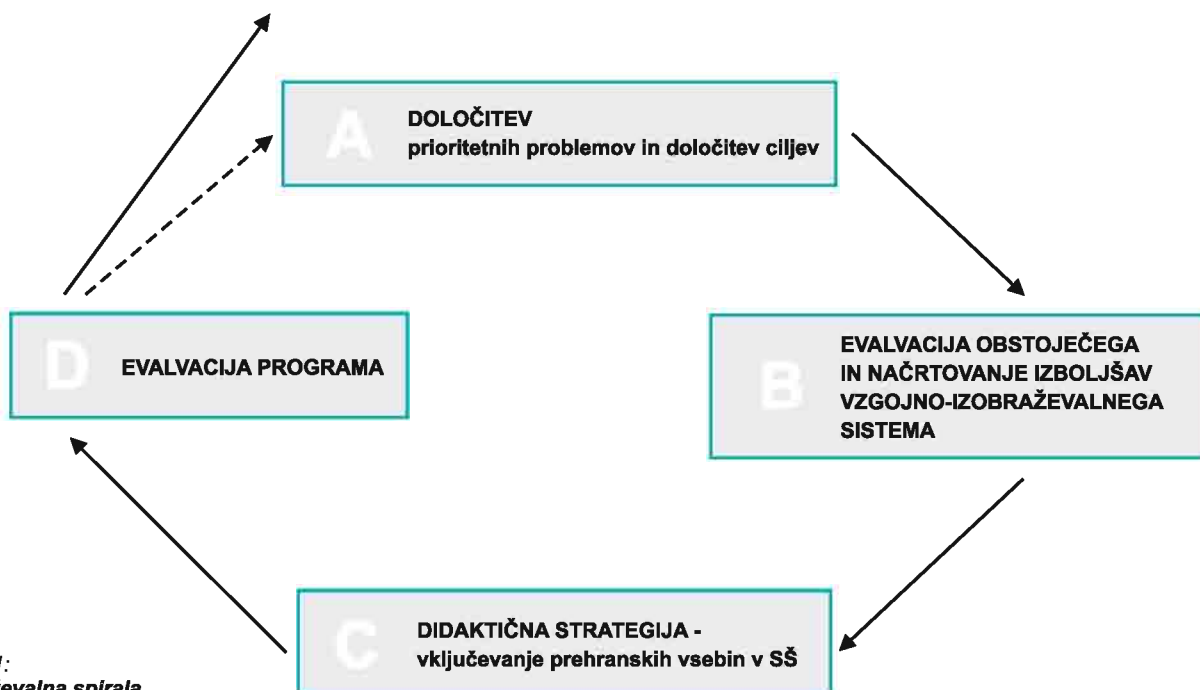 A
DOLOČITEV
prioritetnih problemov in določitev ciljev
B
EVALVACIJA OBSTOJEČEGA
IN NAČRTOVANJE IZBOLJŠAV
VZGOJNO-IZOBRAŽEVALNEGA
SISTEMA
C
DIDAKTIČNA STRATEGIJA -
vključevanje prehranskih vsebin v SŠ
D
EVALVACIJA PROGRAMA
spirala